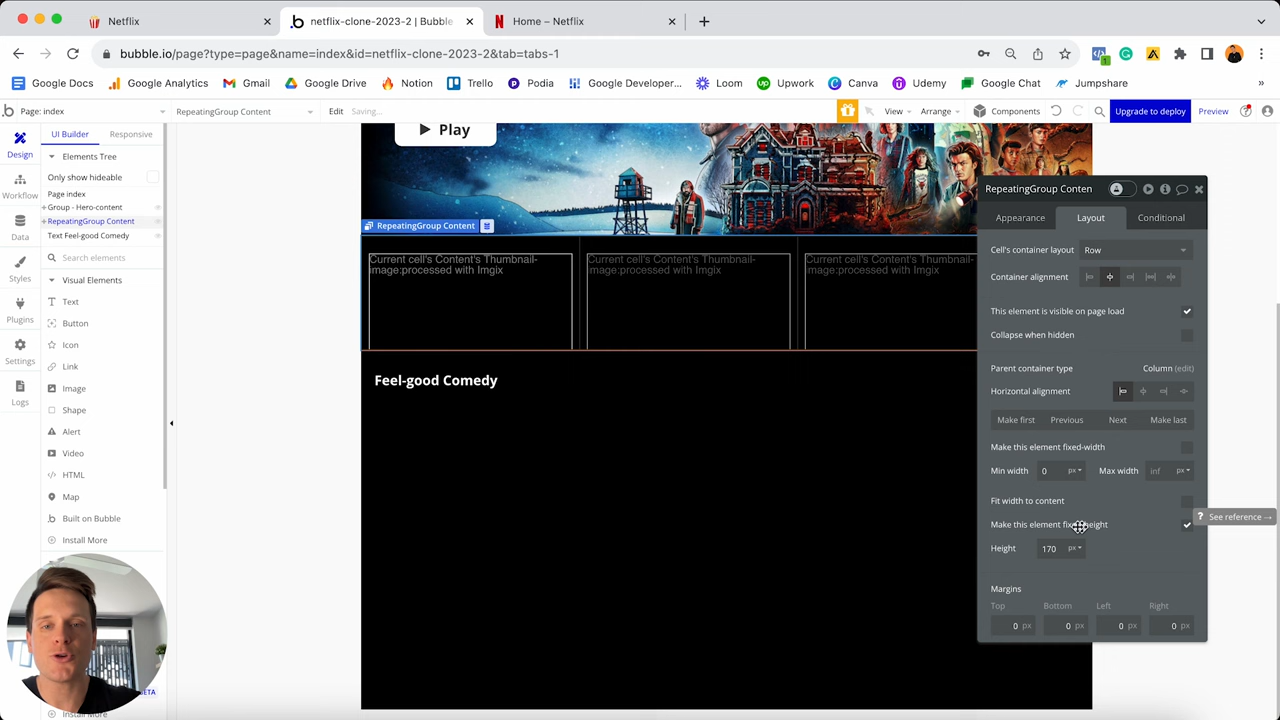 Netflix
netflix-clone-2023-2 | Bubble
Home – Netflix
bubble.io/page?type=page&name=index&id=netflix-clone-2023-2&tab=tabs-1
Google Docs
Google Analytics
Gmail
Google Drive
Notion
Trello
Podia
Google Developer...
Loom
Upwork
Canva
Udemy
Google Chat
Jumpshare
Page: index
RepeatingGroup Content
Edit
Saving...
View
Arrange
Components
Upgrade to deploy
Preview
Design
Workflow
Data
Styles
Plugins
Settings
Logs
UI Builder
Responsive
Elements Tree
Only show hideable
Page index
Group - Hero-content
RepeatingGroup Content
Text Feel-good Comedy
Search elements
Visual Elements
Text
Button
Icon
Link
Image
Shape
Alert
Video
HTML
Map
Built on Bubble
Install More
BETA
Install More
Play
RepeatingGroup Content
Current cell's Content's Thumbnail-
image:processed with Imgix
Current cell's Content's Thumbnail-
image:processed with Imgix
Current cell's Content's Thumbnail-
image:processed with Imgix
Feel-good Comedy
RepeatingGroup Conten
Appearance
Layout
Conditional
Cell's container layout
Row
Container alignment
This element is visible on page load
Collapse when hidden
Parent container type
Column (edit)
Horizontal alignment
Make first
Previous
Next
Make last
Make this element fixed-width
Min width
0
px
Max width
inf
px
Fit width to content
? See reference →
Height
170
px
Margins
Top
Bottom
Left
Right
0 px
0 px
0 px
0 px